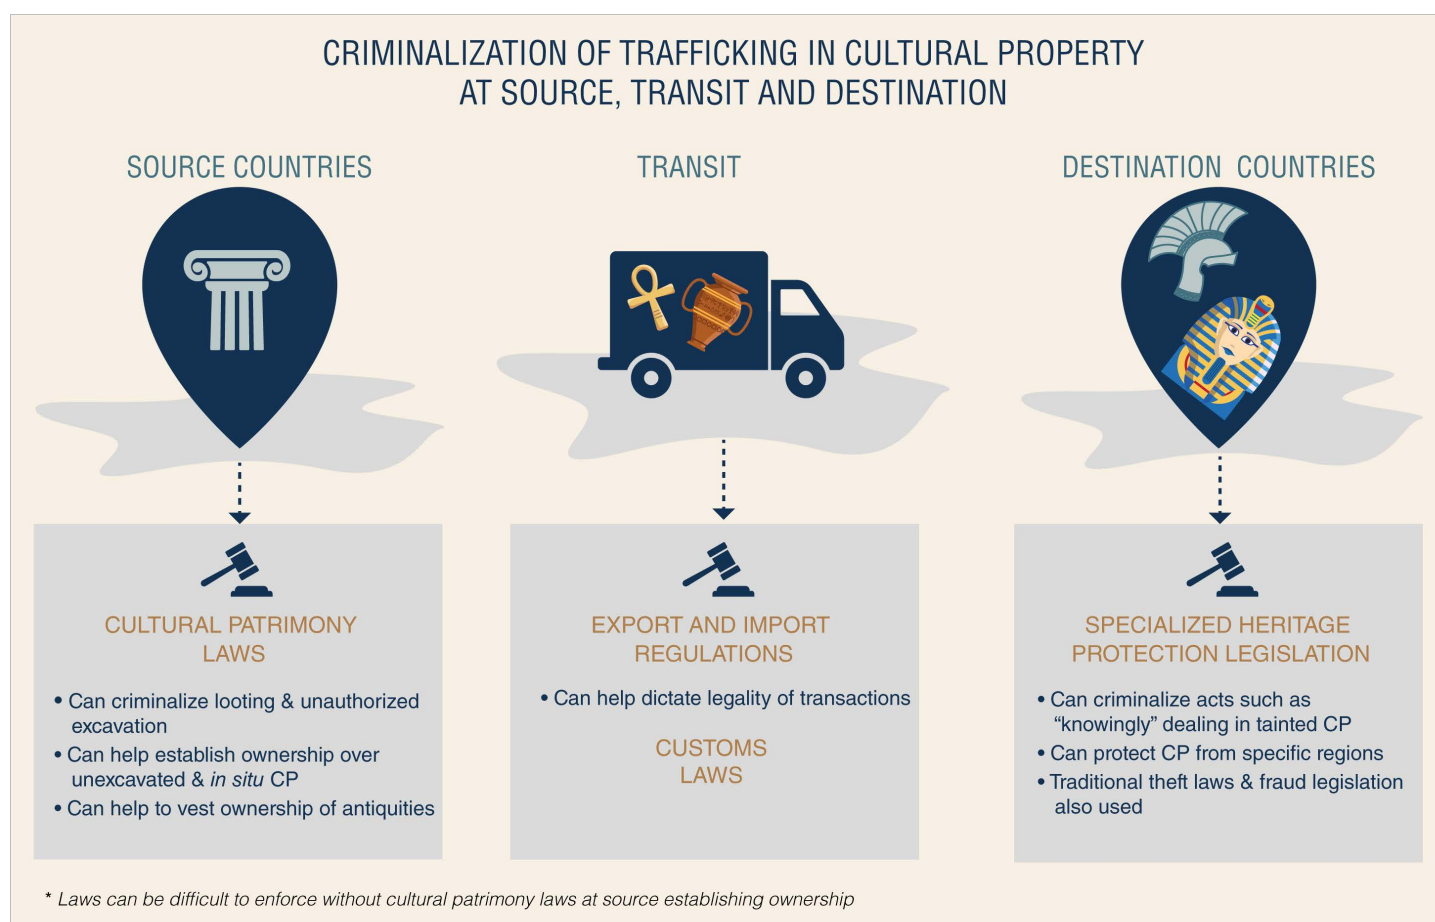 CRIMINALIZATION OF TRAFFICKING IN CULTURAL PROPERTY
AT SOURCE, TRANSIT AND DESTINATION
SOURCE COUNTRIES
TRANSIT
DESTINATION COUNTRIES
CULTURAL PATRIMONY
LAWS
• Can criminalize looting & unauthorized
excavation
• Can help establish ownership over
unexcavated & in situ CP
• Can help to vest ownership of antiquities
EXPORT AND IMPORT
REGULATIONS
• Can help dictate legality of transactions
CUSTOMS
LAWS
SPECIALIZED HERITAGE
PROTECTION LEGISLATION
• Can criminalize acts such as
“knowingly” dealing in tainted CP
• Can protect CP from specific regions
• Traditional theft laws & fraud legislation
also used
* Laws can be difficult to enforce without cultural patrimony laws at source establishing ownership